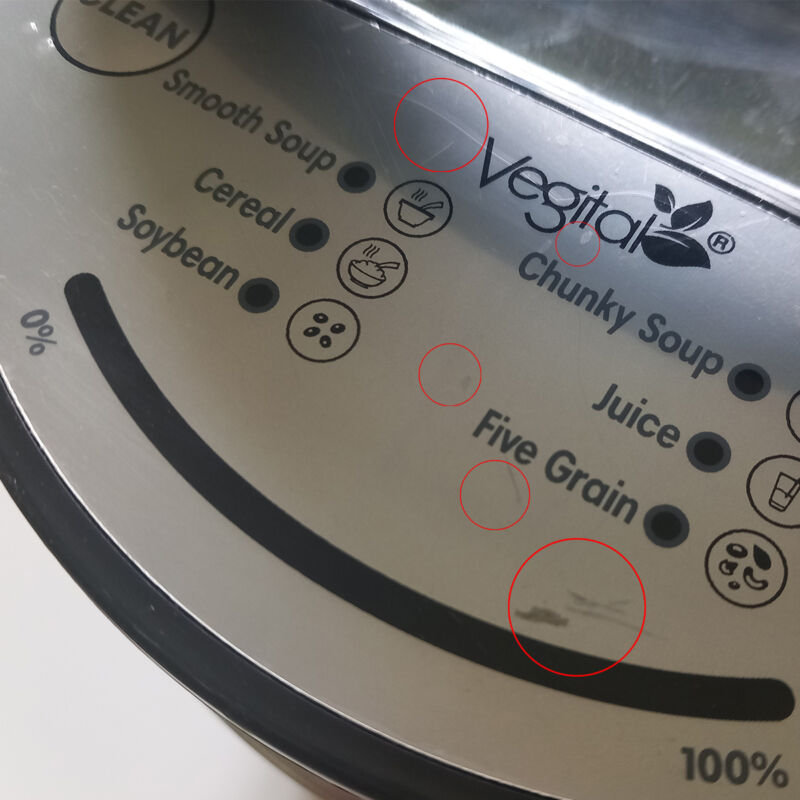 CLEAN
Smooth Soup
Cereal
Soybean
0%
Vegital®
Chunky Soup
Juice
Five Grain
100%